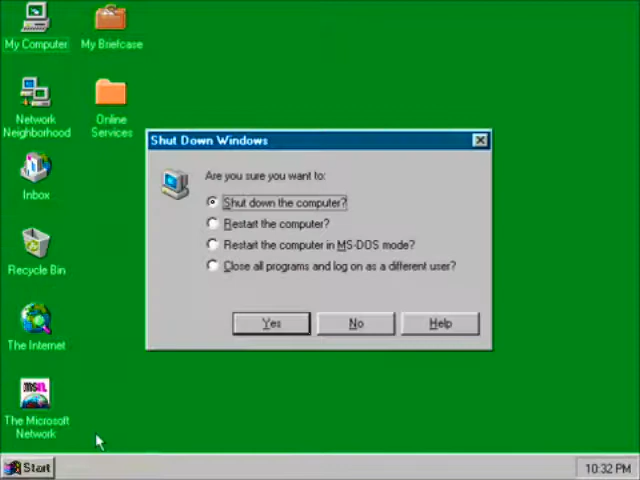 My Computer
My Briefcase
Network
Neighborhood
Online
Services
Inbox
Recycle Bin
The Internet
msn
The Microsoft
Network
Shut Down Windows
Are you sure you want to:
Shut down the computer?
Restart the computer?
Restart the computer in MS-DOS mode?
Close all programs and log on as a different user?
Yes
No
Help
Start
10:32 PM